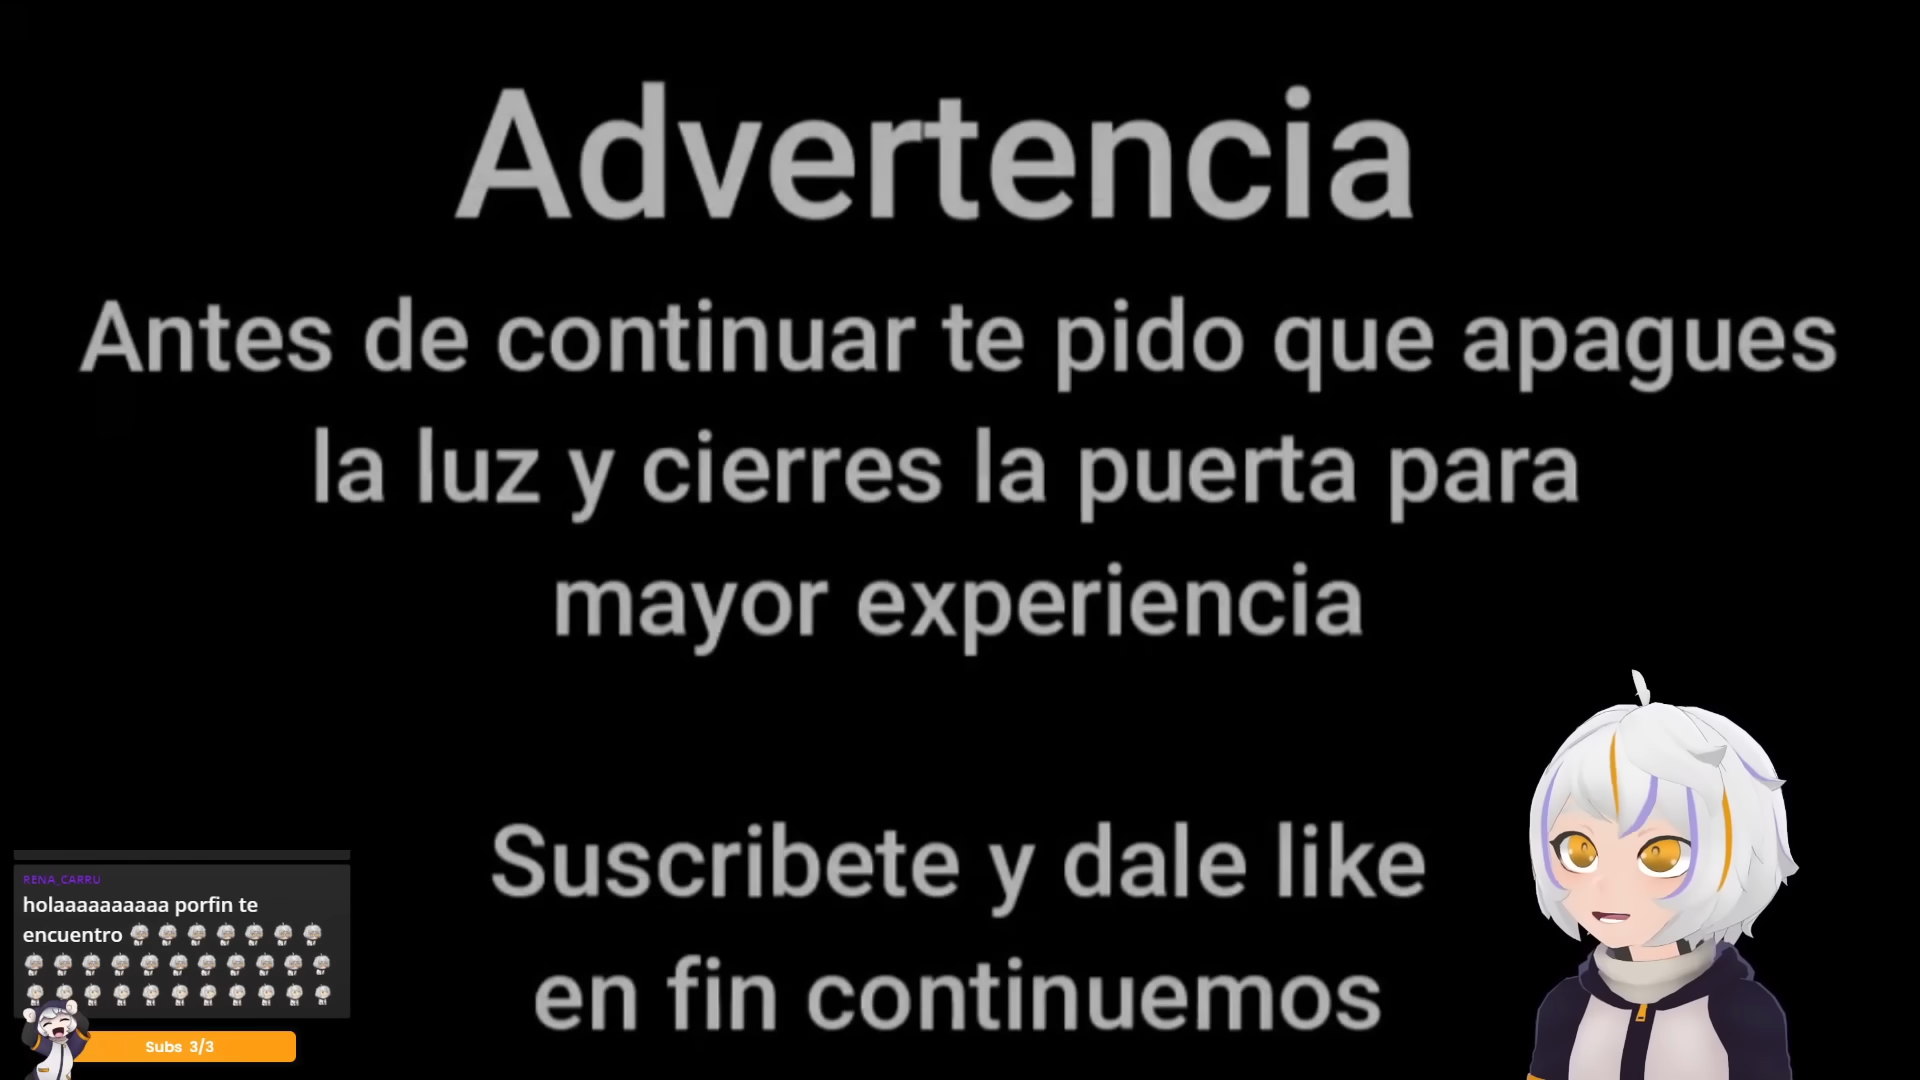 Advertencia
Antes de continuar te pido que apagues
la luz y cierres la puerta para
mayor experiencia
Suscribete y dale like
en fin continuemos
RENA_CARRU
holaaaaaaaaaa porfin te
encuentro
Subs 3/3